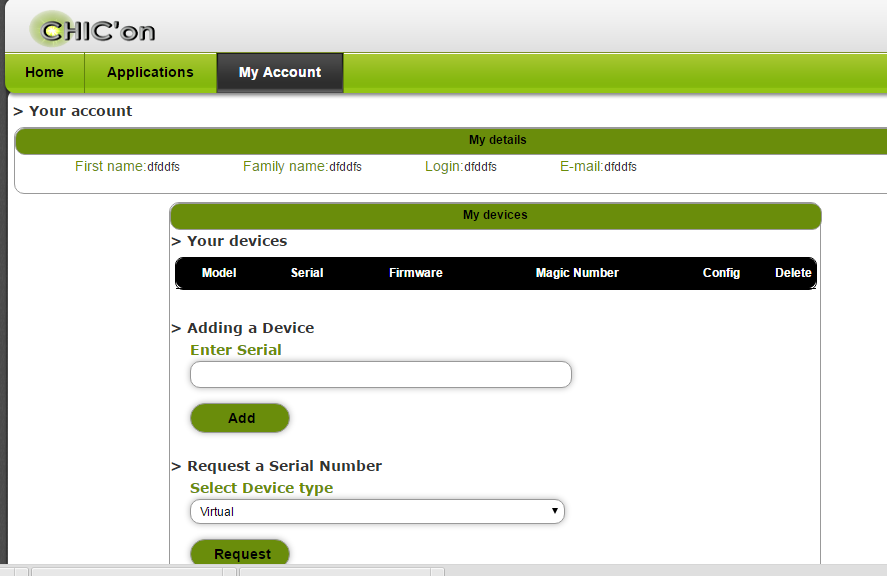 CHIC'on
Home Applications My Account
> Your account
My details
First name:dfddfs Family name:dfddfs Login:dfddfs E-mail:dfddfs
My devices
> Your devices
Model Serial Firmware Magic Number Config Delete
> Adding a Device
Enter Serial
Add
> Request a Serial Number
Select Device type
Virtual
Request